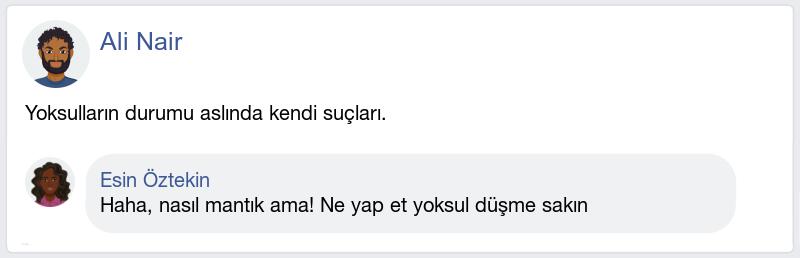 Ali Nair
Yoksulların durumu aslında kendi suçları.
Esin Öztekin
Haha, nasıl mantık ama! Ne yap et yoksul düşme sakın